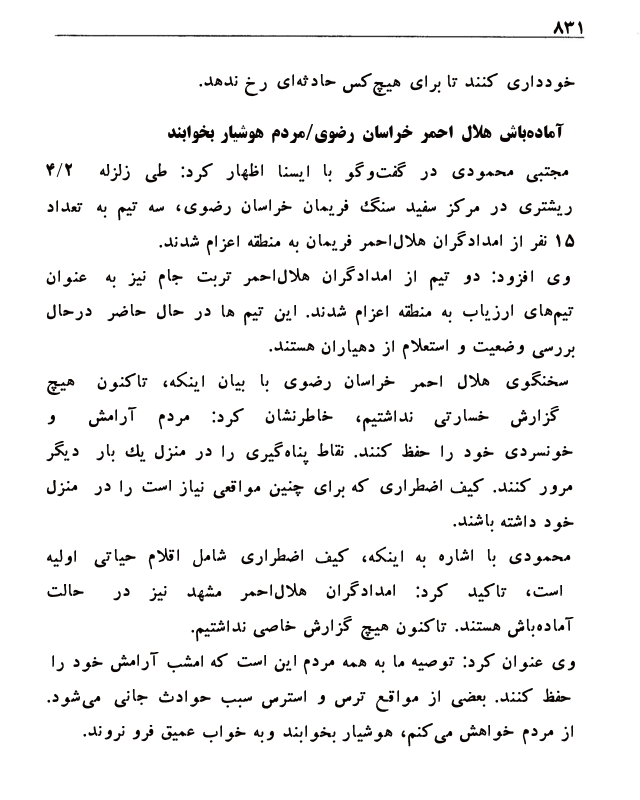 ۸۳۱
خودداری کنند تا برای هیچ‌کس حادثه‌ای رخ ندهد.
آماده‌باش هلال احمر خراسان رضوی/مردم هوشیار بخوابند
مجتبی محمودی در گفت‌وگو با ایسنا اظهار کرد: طی زلزله ۴/۲
ریشتری در مرکز سفید سنگ فریمان خراسان رضوی، سه تیم به تعداد
۱۵ نفر از امدادگران هلال‌احمر فریمان به منطقه اعزام شدند.
وی افزود: دو تیم از امدادگران هلال‌احمر تربت جام نیز به عنوان
تیم‌های ارزیاب به منطقه اعزام شدند. این تیم ها در حال حاضر درحال
بررسی وضعیت و استعلام از دهیاران هستند.
سخنگوی هلال احمر خراسان رضوی با بیان اینکه، تاکنون هیچ
گزارش خسارتی نداشتیم، خاطرنشان کرد: مردم آرامش و
خونسردی خود را حفظ کنند. نقاط پناه‌گیری را در منزل یك بار دیگر
مرور کنند. کیف اضطراری که برای چنین مواقعی نیاز است را در منزل
خود داشته باشند.
محمودی با اشاره به اینکه، کیف اضطراری شامل اقلام حیاتی اولیه
است، تاکید کرد: امدادگران هلال‌احمر مشهد نیز در حالت
آماده‌باش هستند. تاکنون هیچ گزارش خاصی نداشتیم.
وی عنوان کرد: توصیه ما به همه مردم این است که امشب آرامش خود را
حفظ کنند. بعضی از مواقع ترس و استرس سبب حوادث جانی می‌شود.
از مردم خواهش می‌کنم، هوشیار بخوابند وبه خواب عمیق فرو نروند.